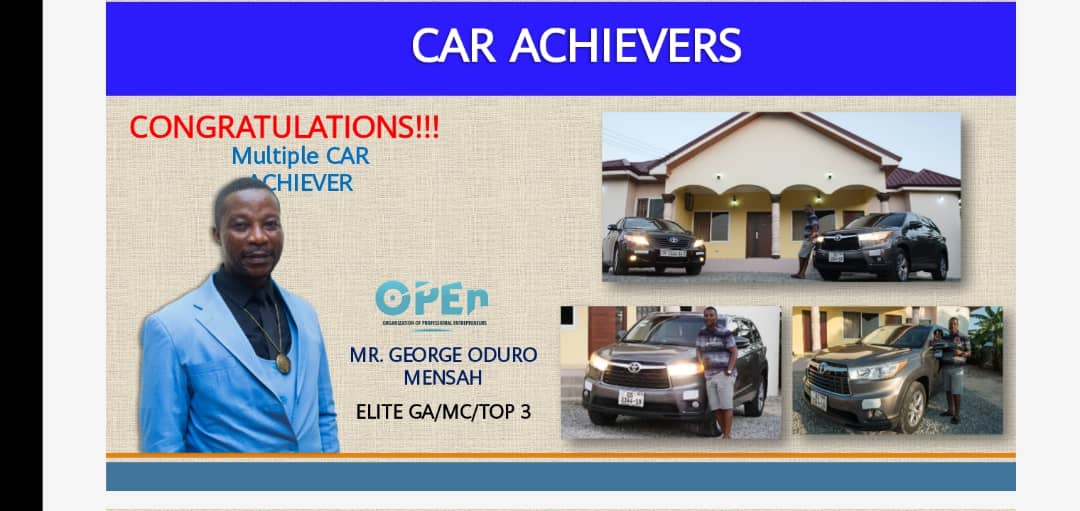 CAR ACHIEVERS
CONGRATULATIONS!!!
Multiple CAR
ACHIEVER
OPEn
ORGANIZATION OF PROFESSIONAL ENTREPRENEURS
MR. GEORGE ODURO
MENSAH
ELITE GA/MC/TOP 3